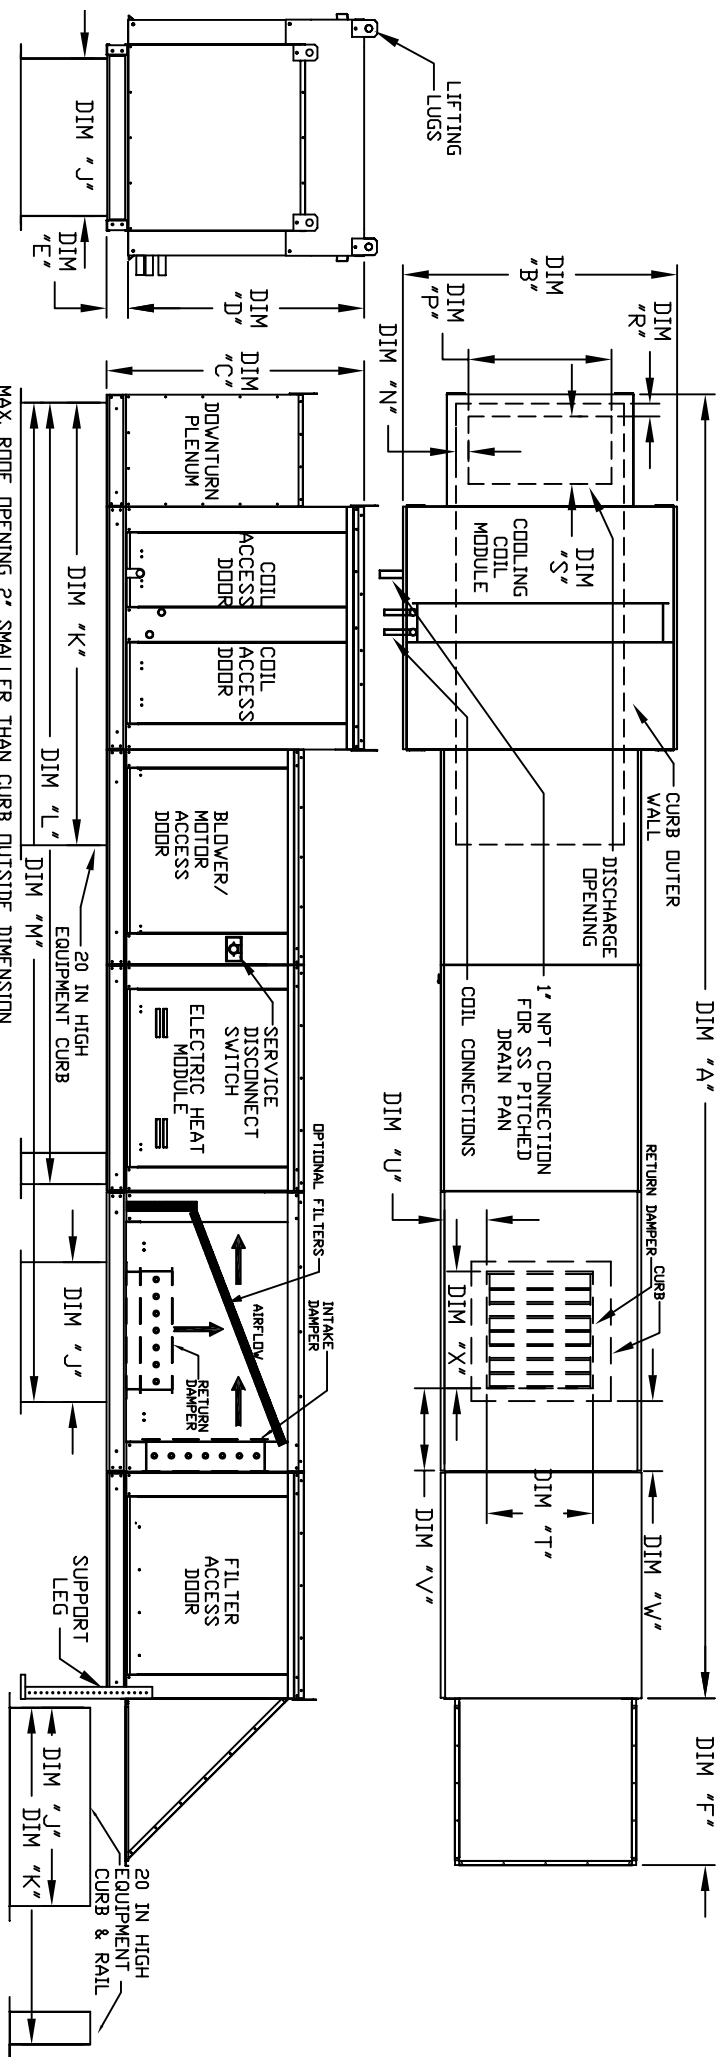 LIFTING
LUGS
DIM "J"
DIM
"E"
DIM
"D"
DIM
"B"
DIM
"P"
DIM
"R"
DIM "N"
DIM
"C"
DIM "A"
DIM "F"
COOLING
COIL
MODULE
DIM
"S"
CURB OUTER
WALL
DISCHARGE
OPENING
1" NPT CONNECTION
FOR SS PITCHED
DRAIN PAN
COIL CONNECTIONS
DIM "U"
RETURN DAMPER
CURB
DIM "X"
DIM "T"
DIM "V"
DIM "W"
DOWNTURN
PLENUM
COIL
ACCESS
DOOR
COIL
ACCESS
DOOR
BLOWER/
MOTOR
ACCESS
DOOR
SERVICE
DISCONNECT
SWITCH
ELECTRIC HEAT
MODULE
OPTIONAL FILTERS
INTAKE
DAMPER
AIRFLOW
RETURN
DAMPER
FILTER
ACCESS
DOOR
SUPPORT
LEG
DIM "K"
DIM "L"
DIM "M"
20 IN HIGH
EQUIPMENT CURB
DIM "J"
DIM "J"
DIM "K"
20 IN HIGH
EQUIPMENT
CURB & RAIL
MAX. ROOF OPENING 2" SMALLER THAN CURB OUTSIDE DIMENSION